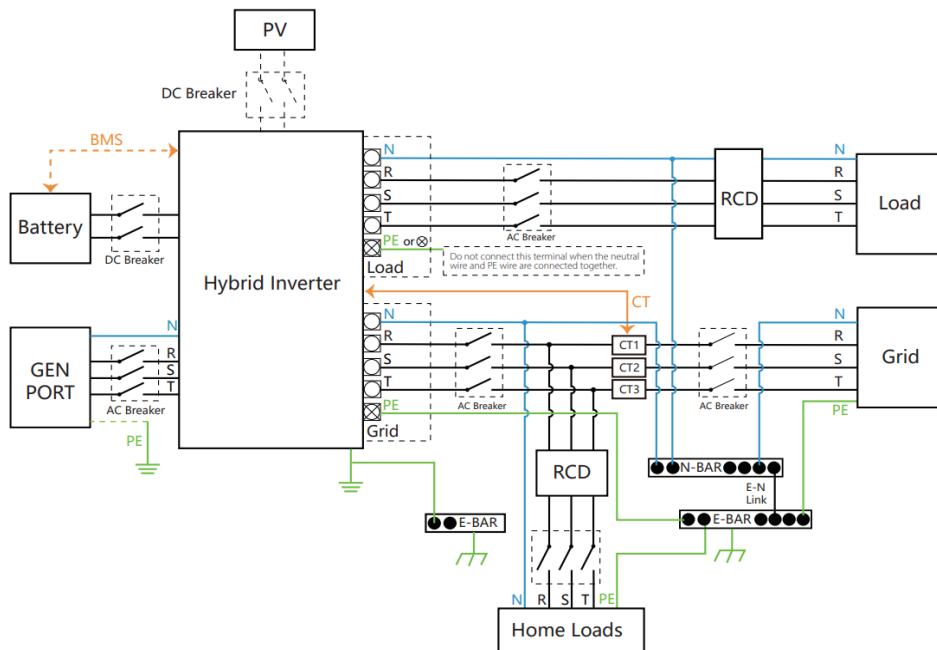 PV
DC Breaker
BMS
Battery
DC Breaker
Hybrid Inverter
N
R
S
T
PE or
Load
AC Breaker
Do not connect this terminal when the neutral
wire and PE wire are connected together.
RCD
N
R
S
T
Load
CT
GEN
PORT
N
R
S
T
AC Breaker
PE
N
R
S
T
PE
Grid
AC Breaker
CT1
CT2
CT3
AC Breaker
N
R
S
T
PE
Grid
RCD
N-BAR
E-N
Link
E-BAR
E-BAR
N
R
S
T
PE
Home Loads